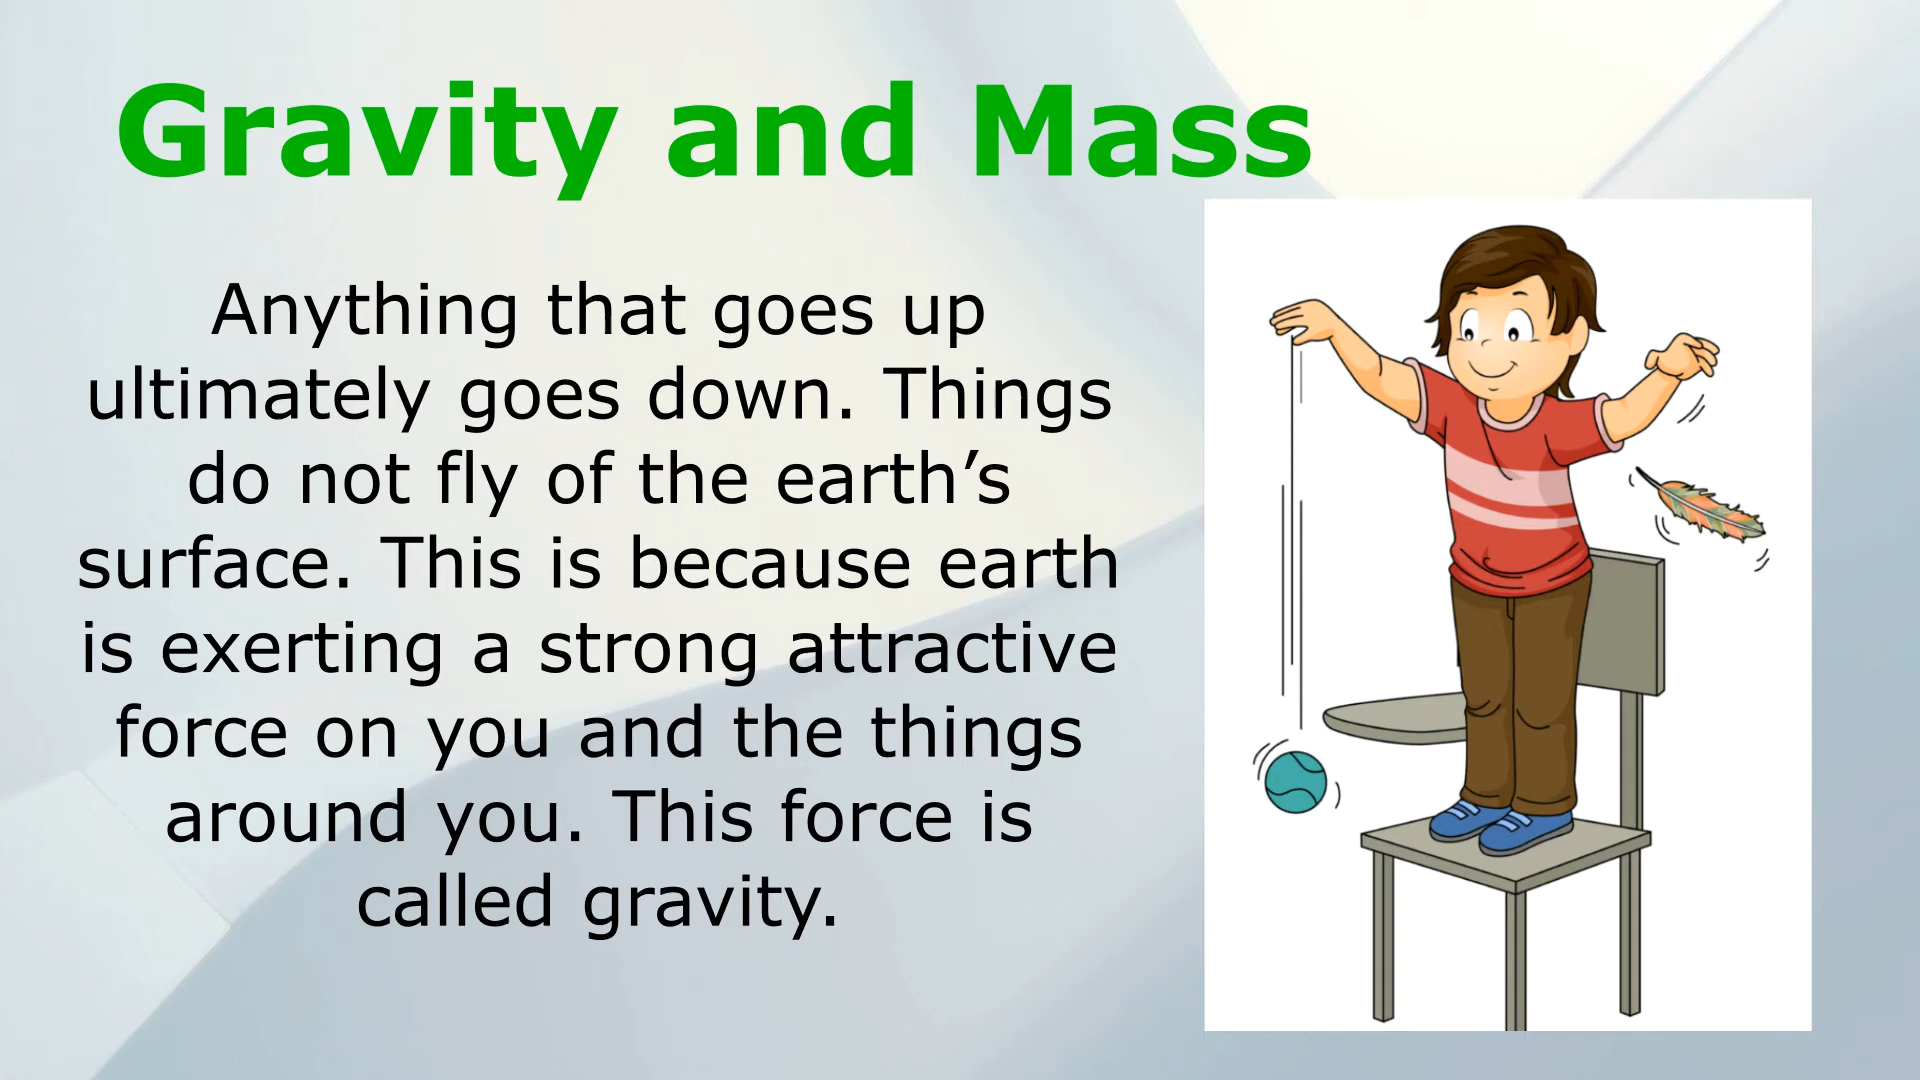 Gravity and Mass
Anything that goes up
ultimately goes down. Things
do not fly of the earth’s
surface. This is because earth
is exerting a strong attractive
force on you and the things
around you. This force is
called gravity.